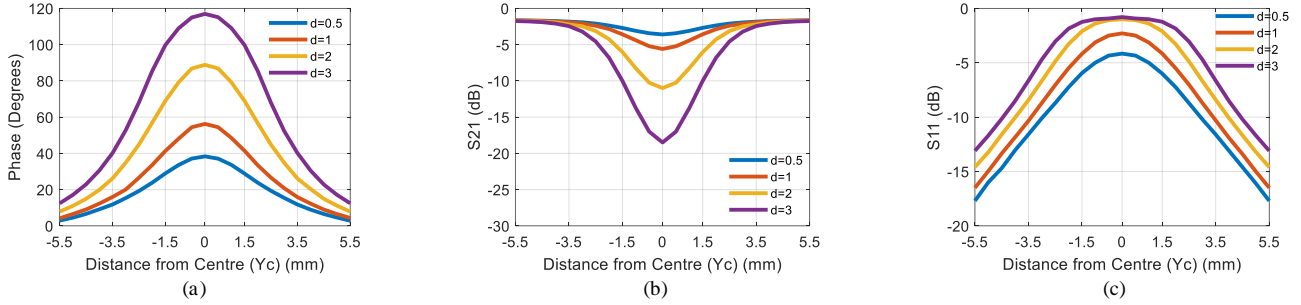 120
100
80
60
40
20
0
Phase (Degrees)
-5.5 -3.5 -1.5 0 1.5 3.5 5.5
Distance from Centre (Yc) (mm)
d=0.5
d=1
d=2
d=3
(a)
0
-5
-10
-15
-20
-25
-30
S21 (dB)
-5.5 -3.5 -1.5 0 1.5 3.5 5.5
Distance from Centre (Yc) (mm)
d=0.5
d=1
d=2
d=3
(b)
0
-5
-10
-15
-20
S11 (dB)
-5.5 -3.5 -1.5 0 1.5 3.5 5.5
Distance from Centre (Yc) (mm)
d=0.5
d=1
d=2
d=3
(c)